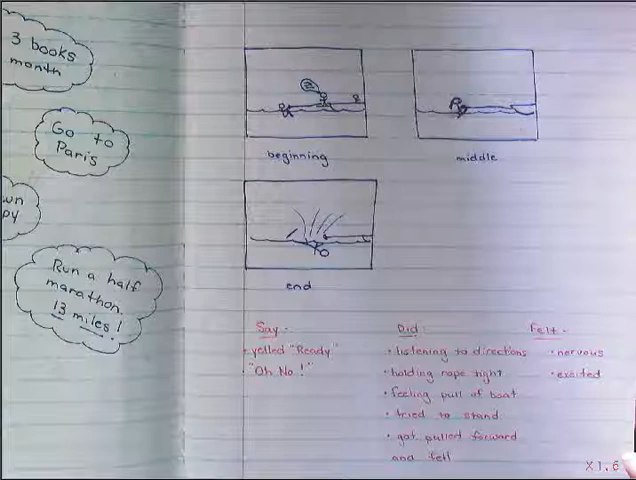 3 books
month
Go to
Paris
wn
py
Run a half
marathon.
13 miles!
beginning
middle
end
Say.
• yelled "Ready"
• "Oh No!"
Did.
• listening to directions
• holding rope tight
• feeling pull of boat
• tried to stand
• got pulled forward
and fell
Felt.
• nervous
• excited
X1.6